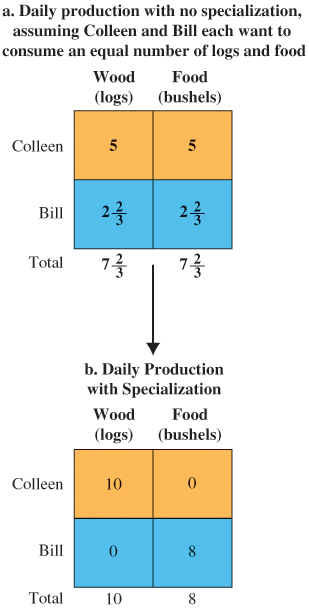 a. Daily production with no specialization,
assuming Colleen and Bill each want to
consume an equal number of logs and food
Wood Food
(logs) (bushels)
Colleen 5 5
Bill 2 2/3 2 2/3
Total 7 2/3 7 2/3
b. Daily Production
with Specialization
Wood Food
(logs) (bushels)
Colleen 10 0
Bill 0 8
Total 10 8